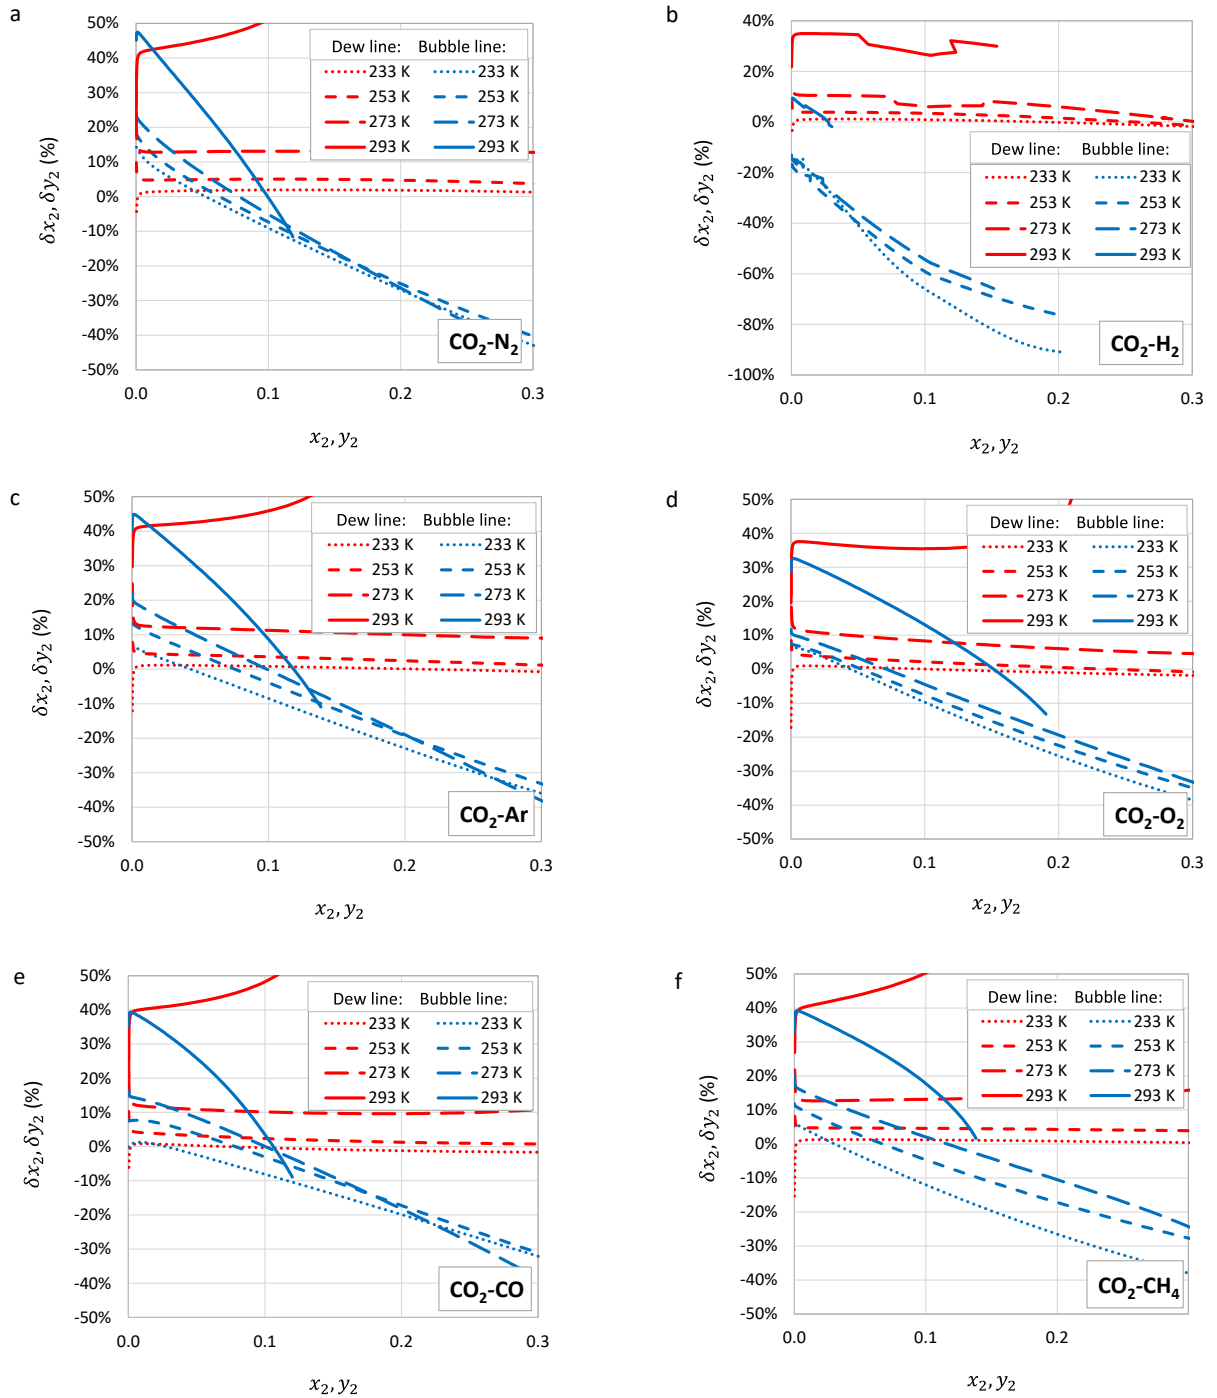 a
50%
40%
30%
20%
10%
0%
-10%
-20%
-30%
-40%
-50%
δx₂, δy₂ (%)
Dew line: Bubble line:
233 K 233 K
253 K 253 K
273 K 273 K
293 K 293 K
CO₂-N₂
0.0 0.1 0.2 0.3
x₂, y₂
b
40%
20%
0%
-20%
-40%
-60%
-80%
-100%
δx₂, δy₂ (%)
Dew line: Bubble line:
233 K 233 K
253 K 253 K
273 K 273 K
293 K 293 K
CO₂-H₂
0.0 0.1 0.2 0.3
x₂, y₂
c
50%
40%
30%
20%
10%
0%
-10%
-20%
-30%
-40%
-50%
δx₂, δy₂ (%)
Dew line: Bubble line:
233 K 233 K
253 K 253 K
273 K 273 K
293 K 293 K
CO₂-Ar
0.0 0.1 0.2 0.3
x₂, y₂
d
50%
40%
30%
20%
10%
0%
-10%
-20%
-30%
-40%
-50%
δx₂, δy₂ (%)
Dew line: Bubble line:
233 K 233 K
253 K 253 K
273 K 273 K
293 K 293 K
CO₂-O₂
0.0 0.1 0.2 0.3
x₂, y₂
e
50%
40%
30%
20%
10%
0%
-10%
-20%
-30%
-40%
-50%
δx₂, δy₂ (%)
Dew line: Bubble line:
233 K 233 K
253 K 253 K
273 K 273 K
293 K 293 K
CO₂-CO
0.0 0.1 0.2 0.3
x₂, y₂
f
50%
40%
30%
20%
10%
0%
-10%
-20%
-30%
-40%
-50%
δx₂, δy₂ (%)
Dew line: Bubble line:
233 K 233 K
253 K 253 K
273 K 273 K
293 K 293 K
CO₂-CH₄
0.0 0.1 0.2
x₂, y₂